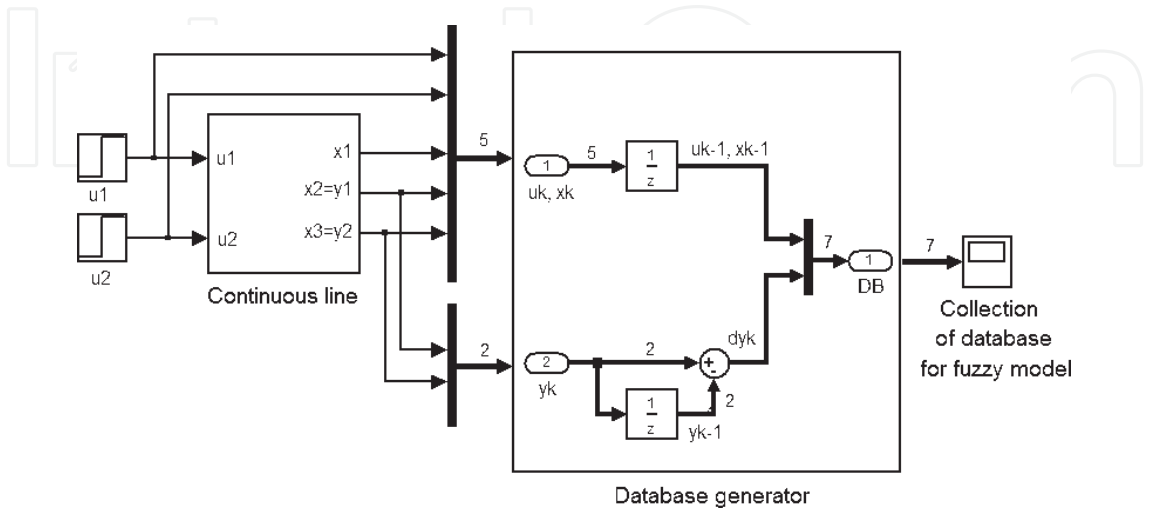 u1
u2
u1
u2
x1
x2=y1
x3=y2
Continuous line
5
2
1
uk, xk
5
1
z
uk-1, xk-1
2
yk
2
1
z
yk-1
2
+
-
dyk
7
1
DB
Database generator
7
Collection
of database
for fuzzy model